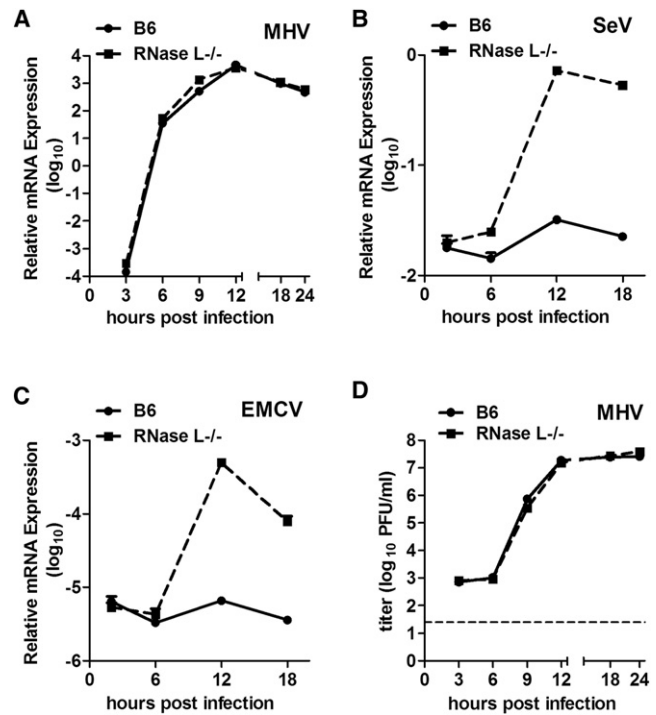 A
B6
RNase L-/-
MHV
Relative mRNA Expression
(log10)
4
3
2
1
0
-1
-2
-3
-4
0 3 6 9 12 18 24
hours post infection
B
B6
RNase L-/-
SeV
Relative mRNA Expression
(log10)
0
-1
-2
0 6 12 18
hours post infection
C
B6
RNase L-/-
EMCV
Relative mRNA Expression
(log10)
-3
-4
-5
-6
0 6 12 18
hours post infection
D
B6
RNase L-/-
MHV
titer (log10 PFU/ml)
8
7
6
5
4
3
2
1
0
0 3 6 9 12 18 24
hours post infection